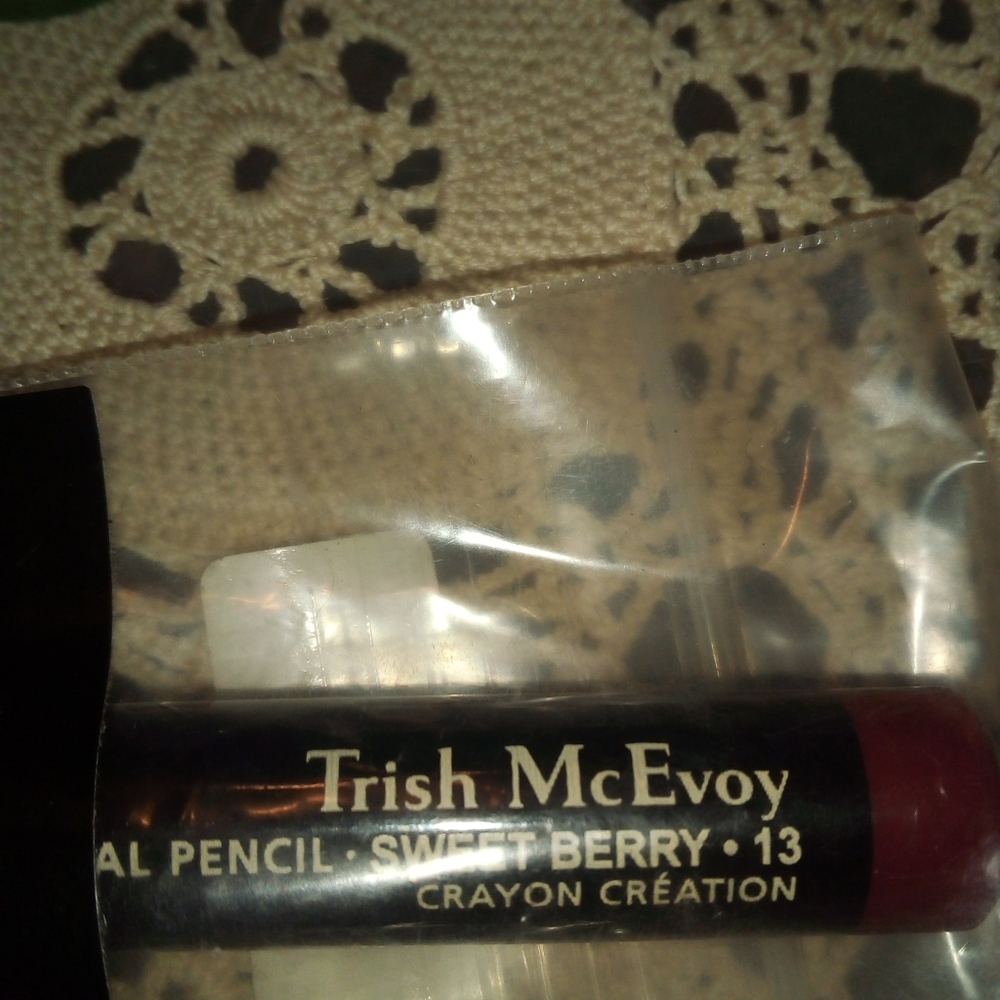 Trish McEvoy
AL PENCIL · SWEET BERRY • 13
CRAYON CRÉATION